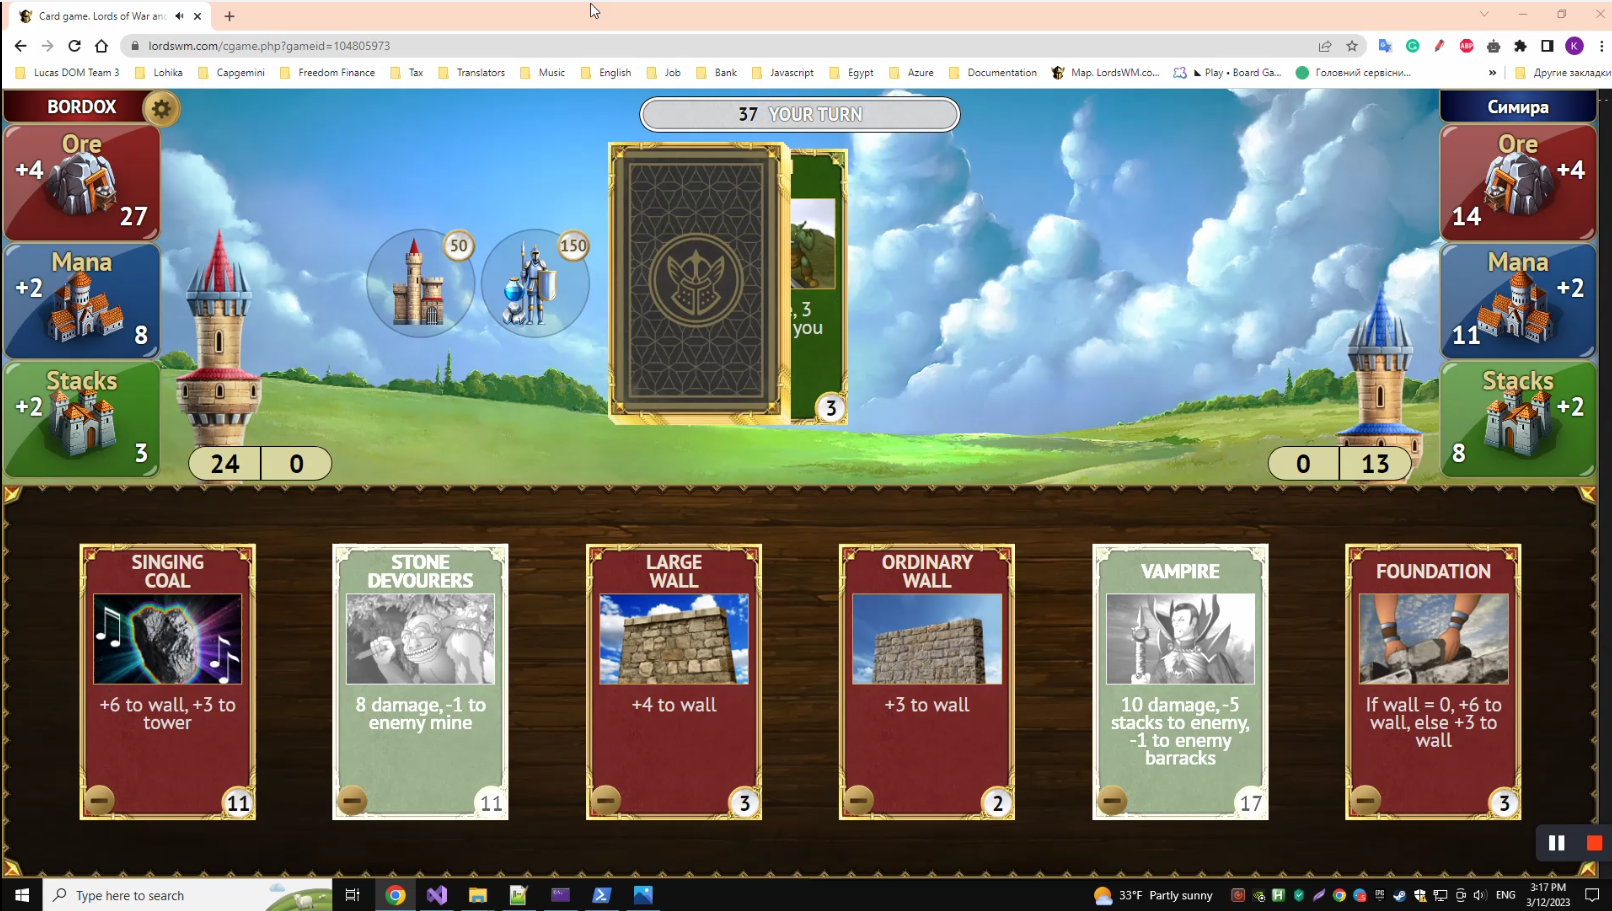 Card game. Lords of War and
lordswm.com/cgame.php?gameid=104805973
K
Lucas DOM Team 3
Lohika
Capgemini
Freedom Finance
Tax
Translators
Music
English
Job
Bank
Javascript
Egypt
Azure
Documentation
Map. LordsWM.co...
Play • Board Ga...
Головний сервісни...
»
Другие закладки
BORDOX
37 YOUR TURN
Симира
Ore
+4
27
Mana
+2
8
Stacks
+2
3
50
150
, 3
you
3
Ore
+4
14
Mana
+2
11
Stacks
+2
8
24 0
0 13
SINGING
COAL
+6 to wall, +3 to
tower
11
STONE
DEVOURERS
8 damage, -1 to
enemy mine
11
LARGE
WALL
+4 to wall
3
ORDINARY
WALL
+3 to wall
2
VAMPIRE
10 damage, -5
stacks to enemy,
-1 to enemy
barracks
17
FOUNDATION
If wall = 0, +6 to
wall, else +3 to
wall
3
Type here to search
33°F Partly sunny
ENG
3:17 PM
3/12/2023